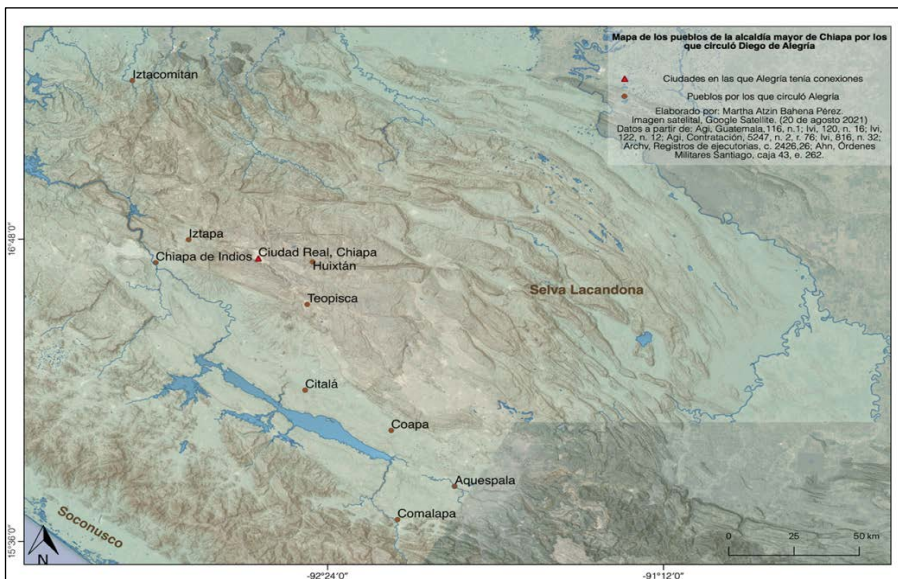 Mapa de los pueblos de la alcaldía mayor de Chiapa por los
que circuló Diego de Alegría
Ciudades en las que Alegría tenía conexiones
Pueblos por los que circuló Alegría
Elaborado por: Martha Atzin Bahena Pérez.
Imagen satelital, Google Satellite. (20 de agosto 2021)
Datos a partir de: Agi, Guatemala,116, n.1; Ivi, 120, n. 16; Ivi,
122, n. 12; Agi, Contratación, 5247, n. 2, r. 76; Ivi, 816, n. 32;
Archv, Registros de ejecutorias, c. 2426,26; Ahn, Órdenes
Militares Santiago, caja 43, e. 262.
Iztacomitan
16°48'0"
Iztapa
Chiapa de Indios
Ciudad Real, Chiapa
Huixtán
Teopisca
Selva Lacandona
Citalá
Coapa
Aquespala
Comalapa
Soconusco
15°36'0"
N
0 25 50 km
-92°24'0"
-91°12'0"